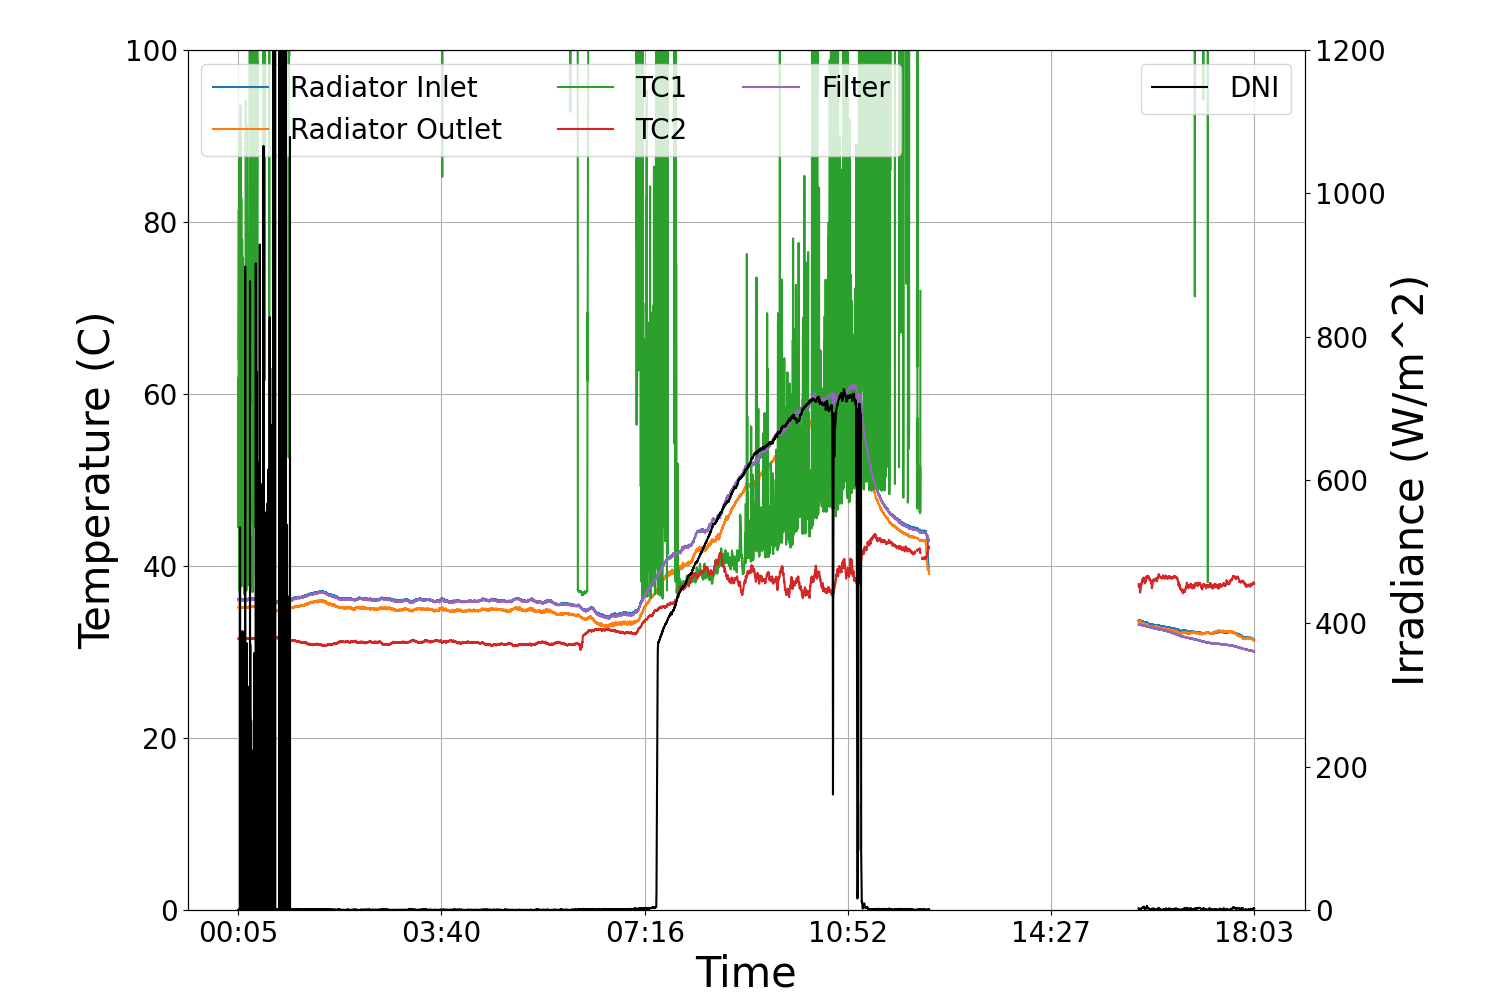 100
80
60
40
20
0
Temperature (C)
Radiator Inlet
Radiator Outlet
TC1
TC2
Filter
DNI
1200
1000
800
600
400
200
0
Irradiance (W/m^2)
00:05 03:40 07:16 10:52 14:27 18:03
Time